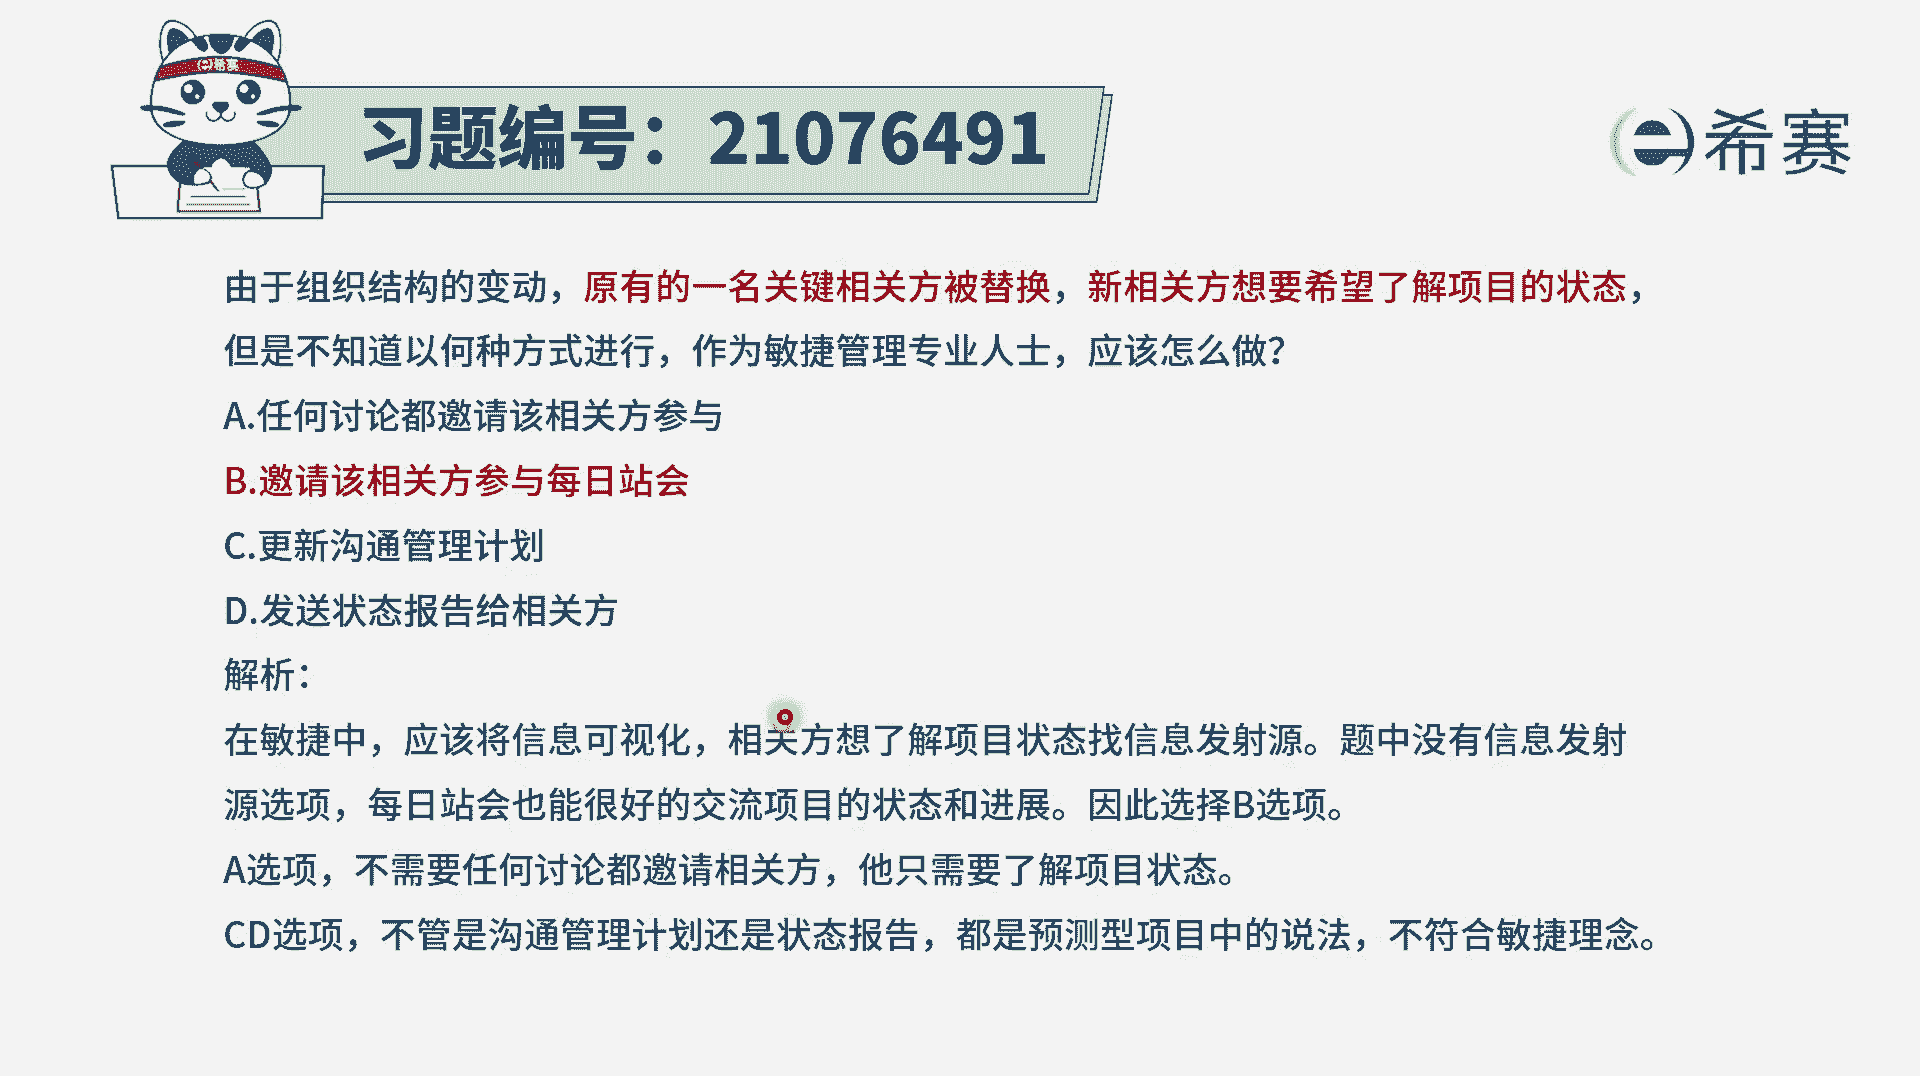 希赛
习题编号：21076491
希赛
由于组织结构的变动，原有的一名关键相关方被替换，新相关方想要希望了解项目的状态，
但是不知道以何种方式进行，作为敏捷管理专业人士，应该怎么做？
A.任何讨论都邀请该相关方参与
B.邀请该相关方参与每日站会
C.更新沟通管理计划
D.发送状态报告给相关方
解析：
在敏捷中，应该将信息可视化，相关方想了解项目状态找信息发射源。题中没有信息发射
源选项，每日站会也能很好的交流项目的状态和进展。因此选择B选项。
A选项，不需要任何讨论都邀请相关方，他只需要了解项目状态。
CD选项，不管是沟通管理计划还是状态报告，都是预测型项目中的说法，不符合敏捷理念。